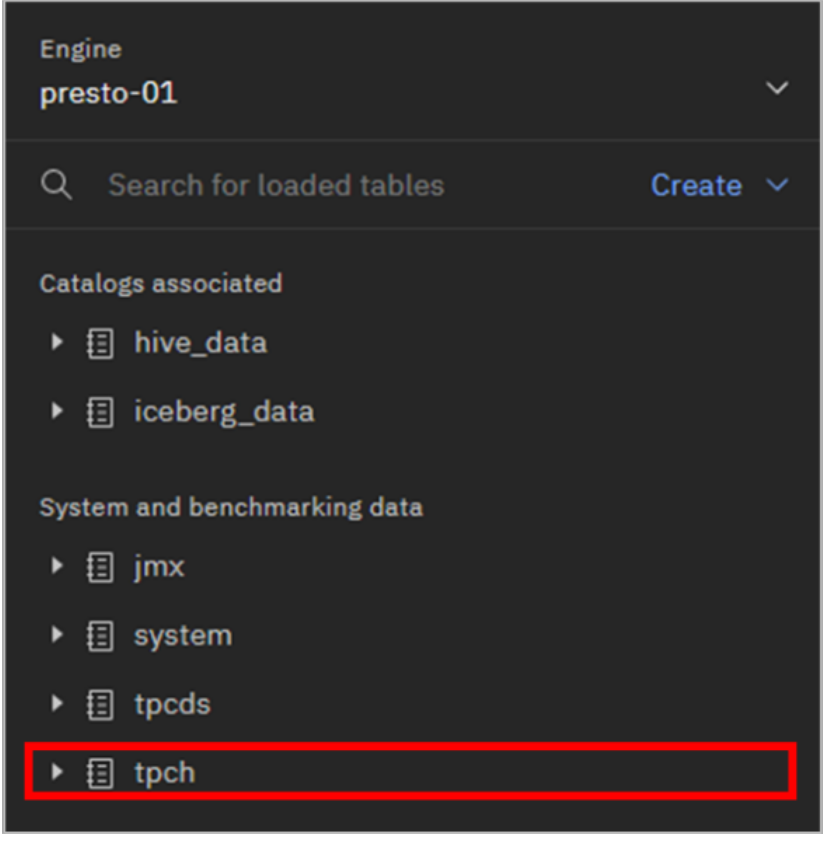 Engine
presto-01
Search for loaded tables Create
Catalogs associated
hive_data
iceberg_data
System and benchmarking data
jmx
system
tpcds
tpch